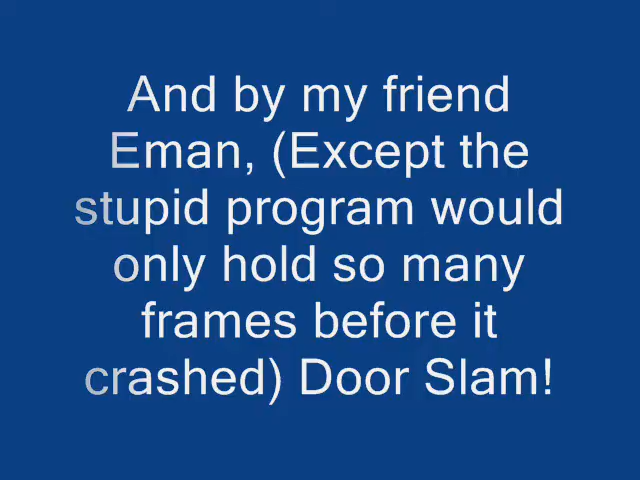 And by my friend
Eman, (Except the
stupid program would
only hold so many
frames before it
crashed) Door Slam!